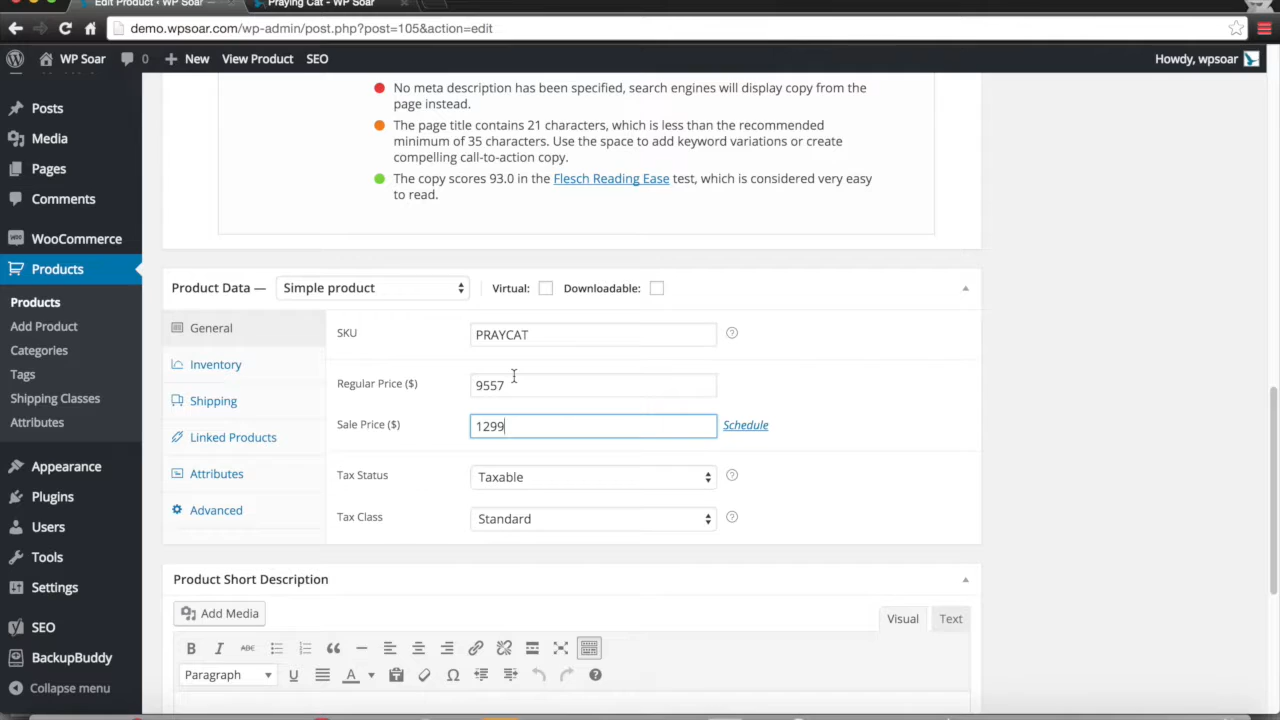 Edit Product ‹ WP Soar —
Praying Cat - WP Soar
demo.wpsoar.com/wp-admin/post.php?post=105&action=edit
WP Soar
0
New
View Product
SEO
Howdy, wpsoar
Posts
Media
Pages
Comments
WooCommerce
Products
Products
Add Product
Categories
Tags
Shipping Classes
Attributes
Appearance
Plugins
Users
Tools
Settings
SEO
BackupBuddy
Collapse menu
No meta description has been specified, search engines will display copy from the
page instead.
The page title contains 21 characters, which is less than the recommended
minimum of 35 characters. Use the space to add keyword variations or create
compelling call-to-action copy.
The copy scores 93.0 in the Flesch Reading Ease test, which is considered very easy
to read.
Product Data — Simple product Virtual: Downloadable:
General
Inventory
Shipping
Linked Products
Attributes
Advanced
SKU PRAYCAT
Regular Price ($) 9557
Sale Price ($) 1299 Schedule
Tax Status Taxable
Tax Class Standard
Product Short Description
Add Media
Visual Text
B I ABC
Paragraph U A Ω